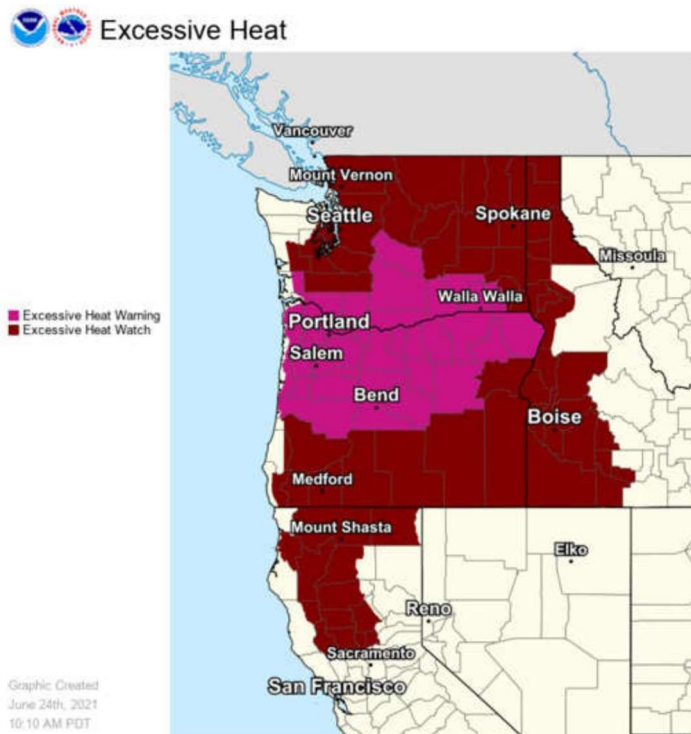 Excessive Heat
Vancouver
Mount Vernon
Seattle
Spokane
Missoula
Excessive Heat Warning
Excessive Heat Watch
Walla Walla
Portland
Salem
Bend
Boise
Medford
Mount Shasta
Elko
Reno
Sacramento
San Francisco
Graphic Created
June 24th, 2021
10:10 AM PDT